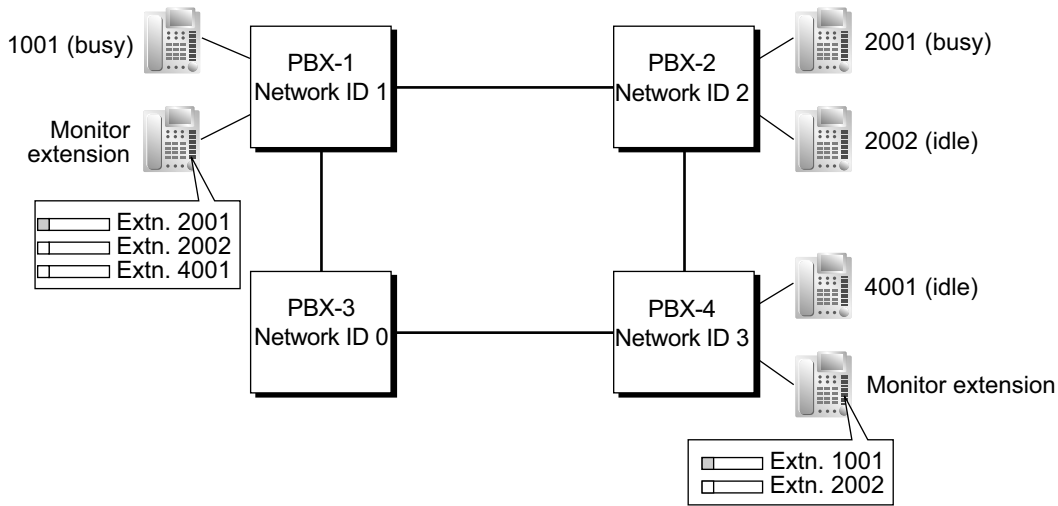 1001 (busy)
PBX-1
Network ID 1
PBX-2
Network ID 2
2001 (busy)
Monitor
extension
2002 (idle)
Extn. 2001
Extn. 2002
Extn. 4001
PBX-3
Network ID 0
PBX-4
Network ID 3
4001 (idle)
Monitor extension
Extn. 1001
Extn. 2002